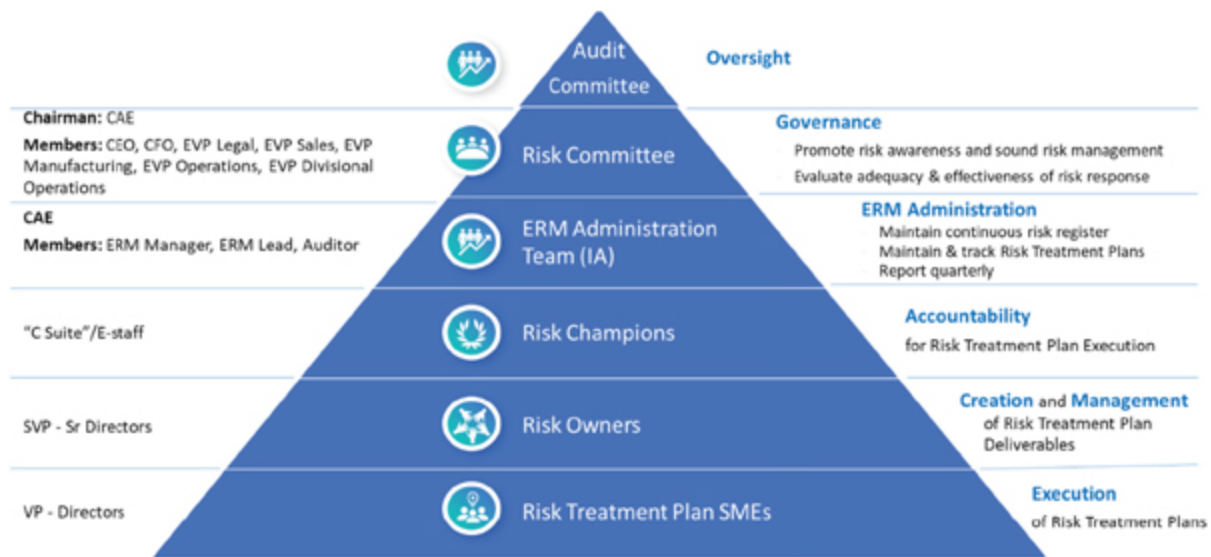 Audit
Committee
Oversight
Chairman: CAE
Members: CEO, CFO, EVP Legal, EVP Sales, EVP
Manufacturing, EVP Operations, EVP Divisional
Operations
Risk Committee
Governance
Promote risk awareness and sound risk management
Evaluate adequacy & effectiveness of risk response
CAE
Members: ERM Manager, ERM Lead, Auditor
ERM Administration
Team (IA)
ERM Administration
Maintain continuous risk register
Maintain & track Risk Treatment Plans
Report quarterly
"C Suite"/E-staff
Risk Champions
Accountability
for Risk Treatment Plan Execution
SVP - Sr Directors
Risk Owners
Creation and Management
of Risk Treatment Plan
Deliverables
VP - Directors
Risk Treatment Plan SMEs
Execution
of Risk Treatment Plans